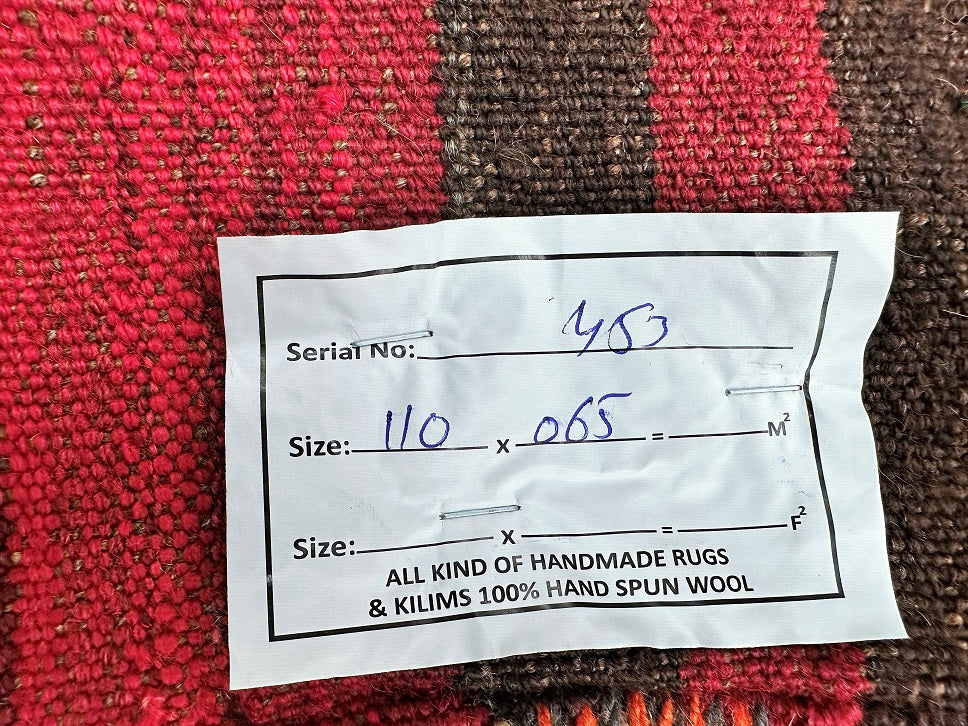 Serial No: 453
Size: 110 x 065 = M²
Size: x = F²
ALL KIND OF HANDMADE RUGS
& KILIMS 100% HAND SPUN WOOL